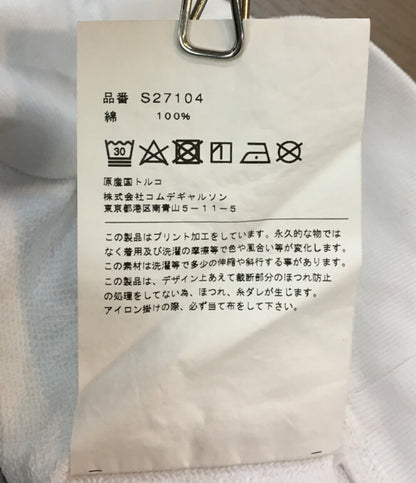 品番 S27104
綿 100%
30
原産国トルコ
株式会社コムデギャルソン
東京都港区南青山5-11-5
この製品はプリント加工をしています。永久的な物では
なく着用及び洗濯の摩擦等で色や風合い等が変化します。
この素材は洗濯等で多少の伸縮や斜行する事があります。
この製品は、デザイン上あえて裁断部分のほつれ防止
の処理をしてない為、ほつれ、糸ダレが生じます。
アイロン掛けの際、必ず当て布をして下さい。